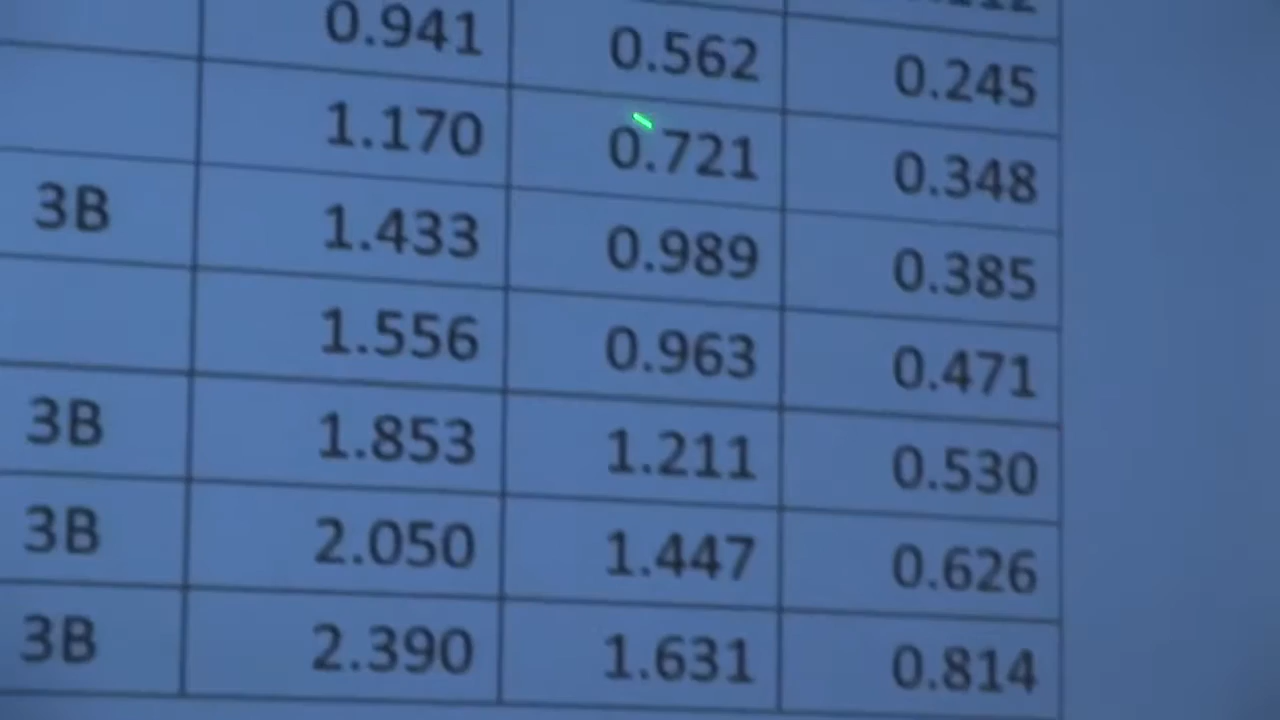 0.941 0.562 0.245
1.170 0.721 0.348
3B 1.433 0.989 0.385
1.556 0.963 0.471
3B 1.853 1.211 0.530
3B 2.050 1.447 0.626
3B 2.390 1.631 0.814